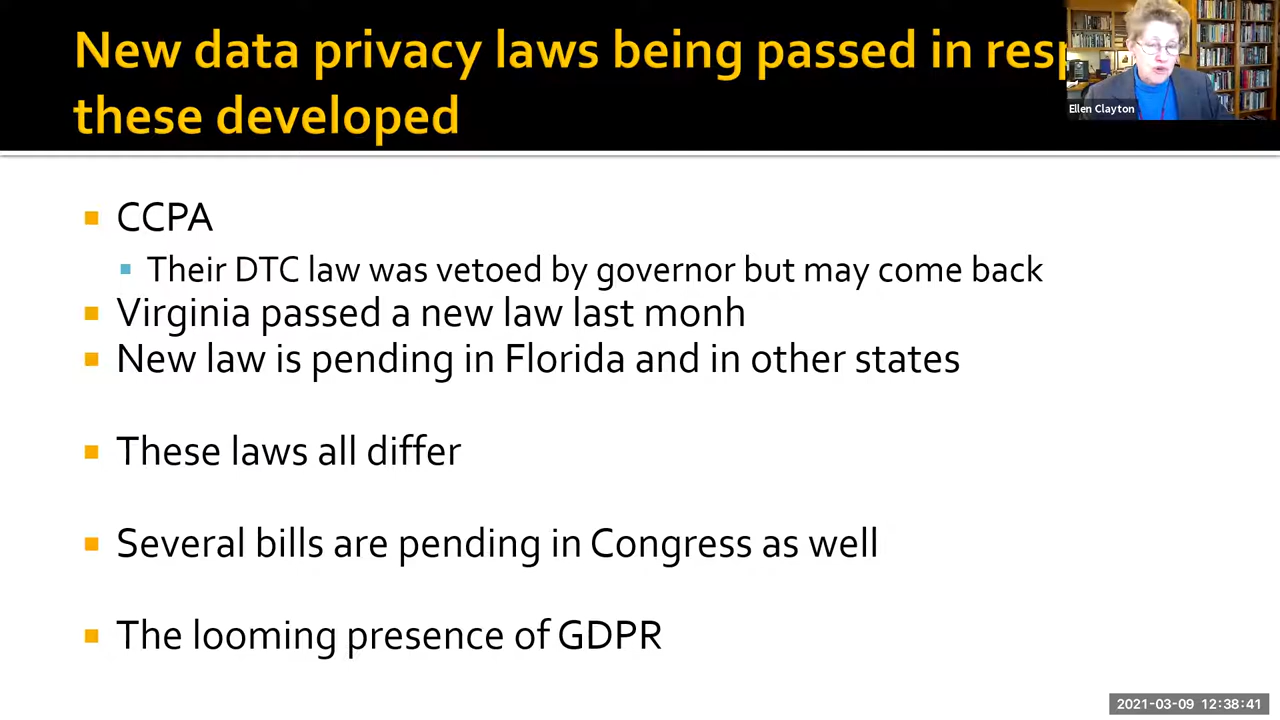 New data privacy laws being passed in
these developed
Ellen Clayton
CCPA
Their DTC law was vetoed by governor but may come back
Virginia passed a new law last monh
New law is pending in Florida and in other states
These laws all differ
Several bills are pending in Congress as well
The looming presence of GDPR
2021-03-09 12:38:41